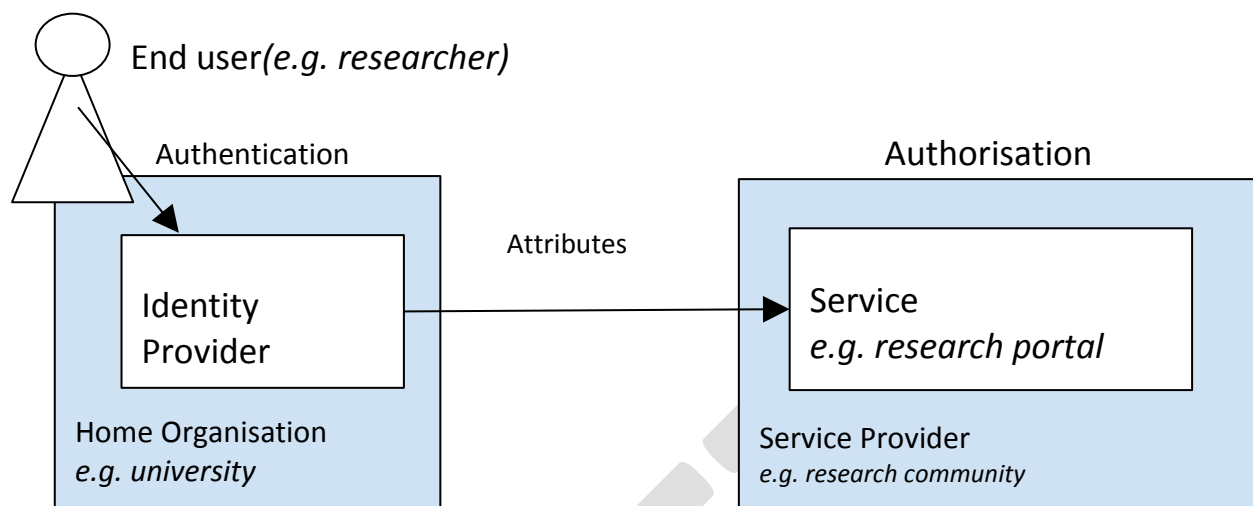 End user(e.g. researcher)
Authentication
Authorisation
Attributes
Identity
Provider
Service
e.g. research portal
Home Organisation
e.g. university
Service Provider
e.g. research community